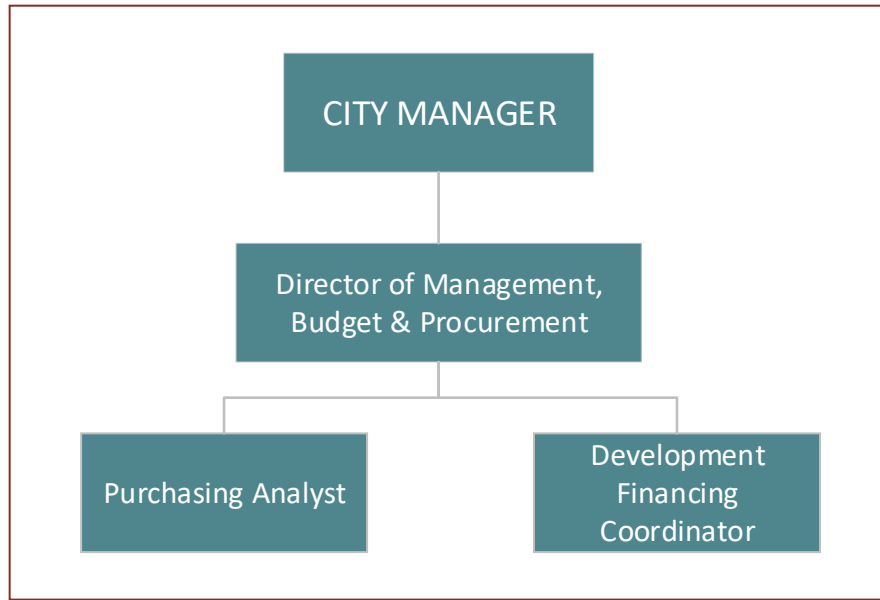 CITY MANAGER
Director of Management,
Budget & Procurement
Purchasing Analyst
Development
Financing
Coordinator